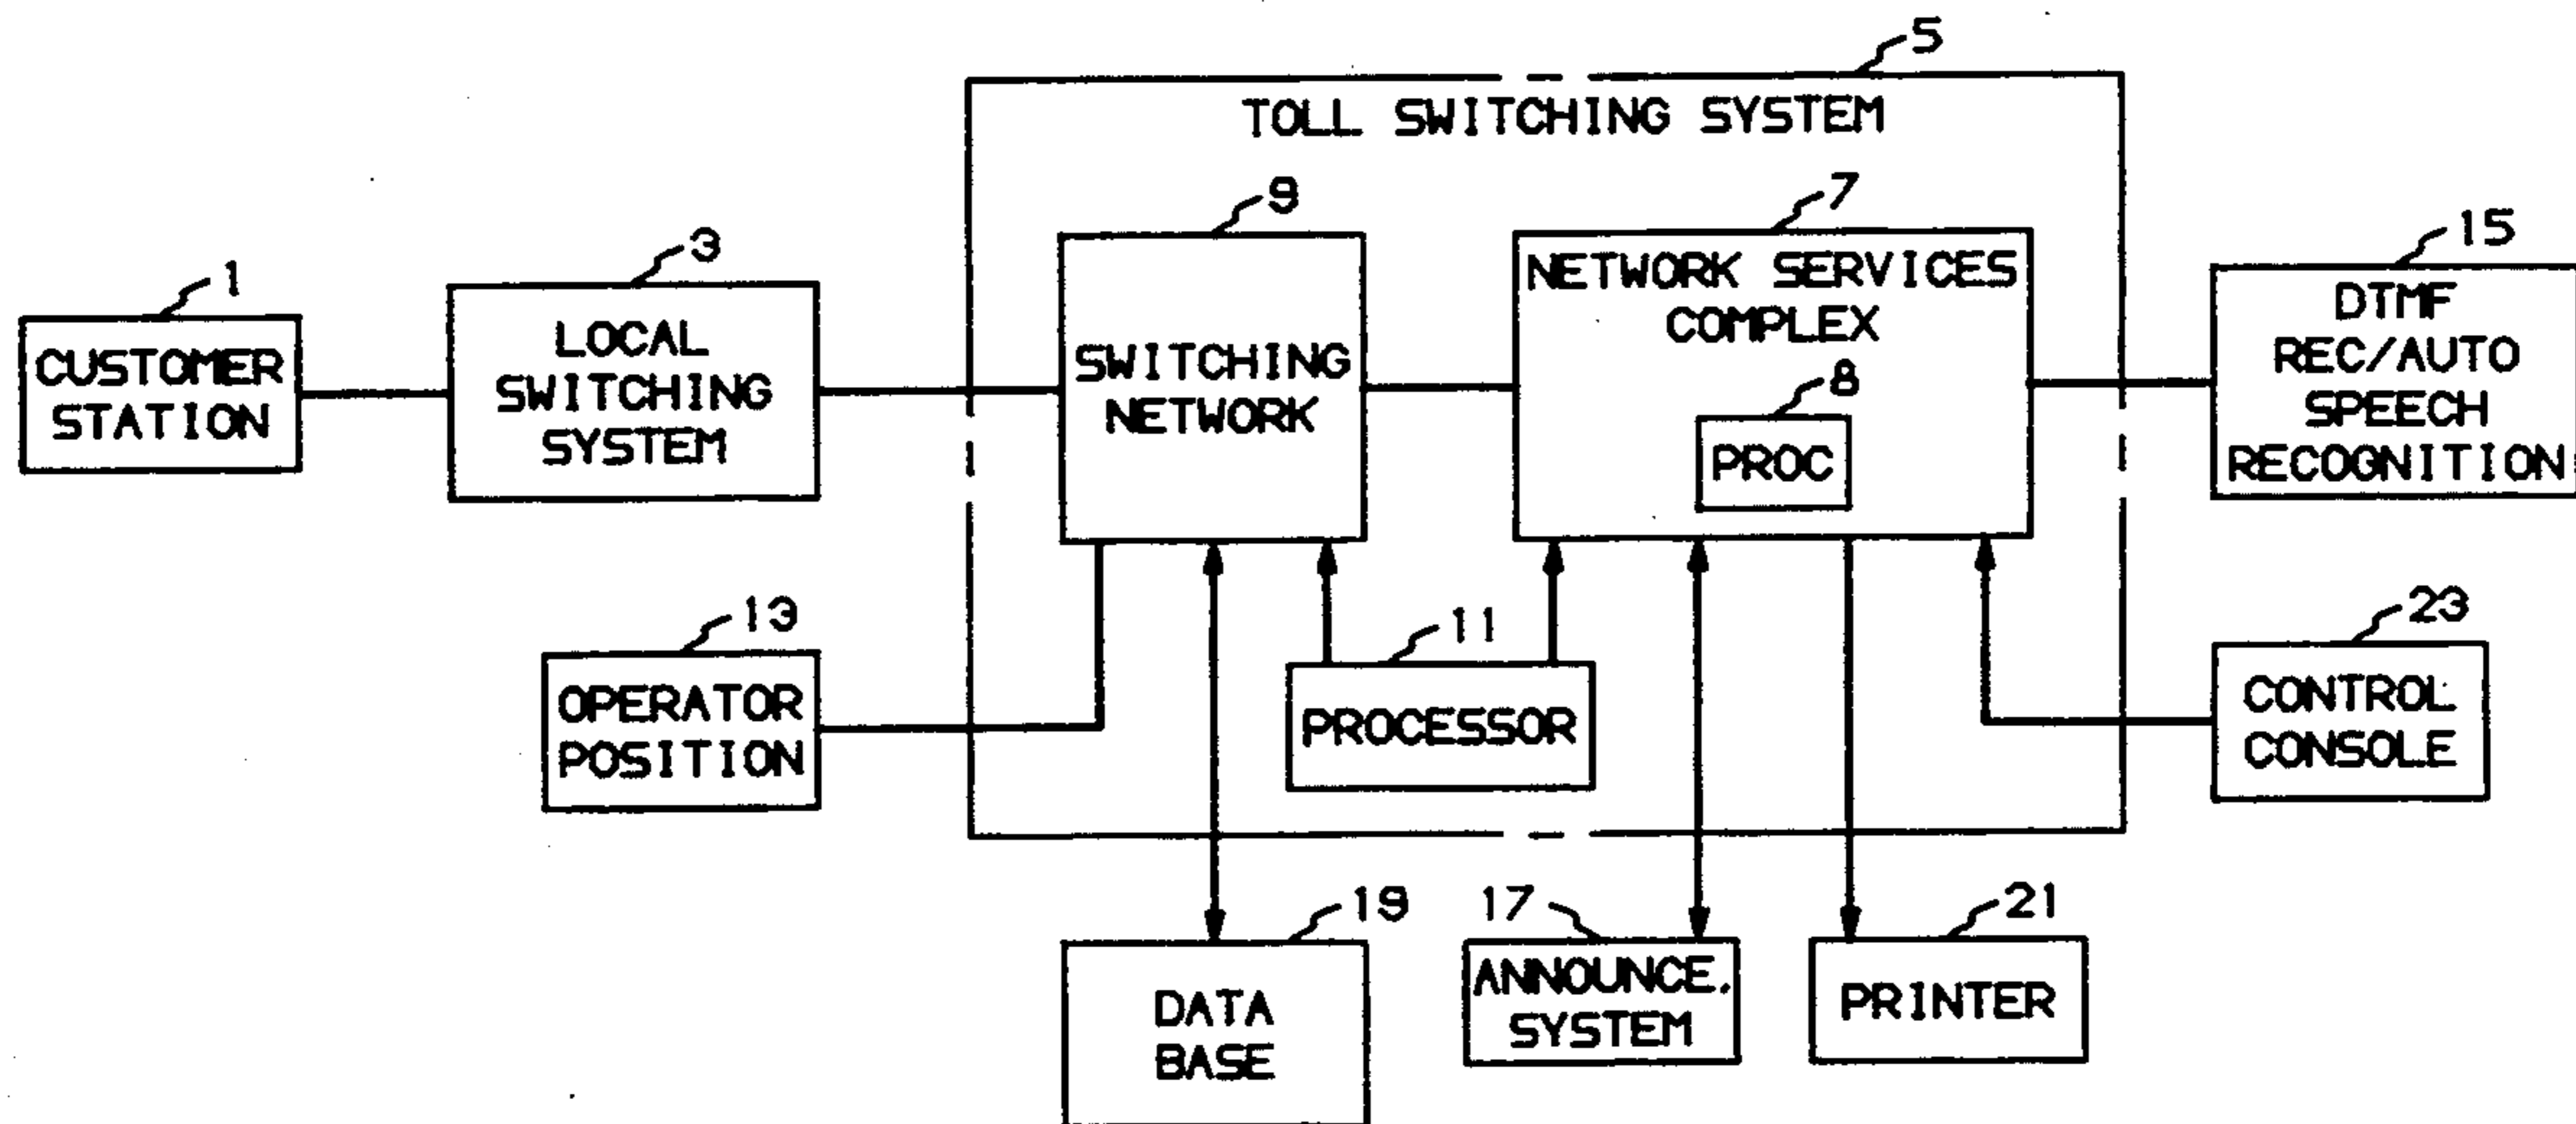 5
TOLL SWITCHING SYSTEM
9
7
15
3
1
NETWORK SERVICES
COMPLEX
DTMF
REC/AUTO
SPEECH
RECOGNITION
LOCAL
SWITCHING
SYSTEM
SWITCHING
NETWORK
CUSTOMER
STATION
8
PROC
13
11
23
OPERATOR
POSITION
PROCESSOR
CONTROL
CONSOLE
19
17
21
DATA
BASE
ANNOUNCE.
SYSTEM
PRINTER